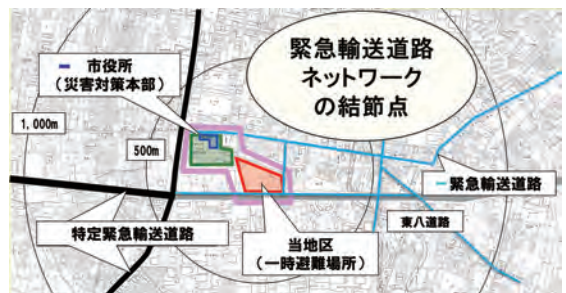 緊急輸送道路
ネットワーク
の結節点
市役所
（災害対策本部）
1,000m
500m
緊急輸送道路
東八道路
特定緊急輸送道路
当地区
（一時避難場所）